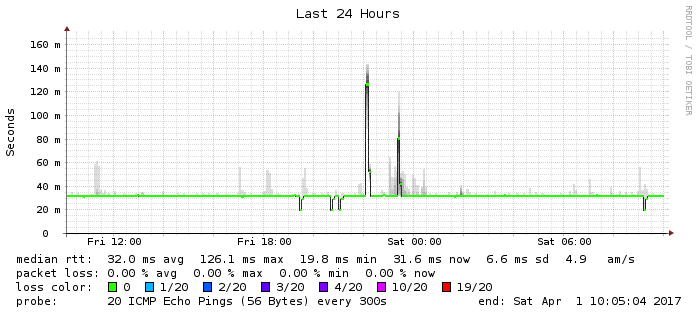 Last 24 Hours
RRDTOOL / TOBI OETIKER
Seconds
160 m
140 m
120 m
100 m
80 m
60 m
40 m
20 m
0
Fri 12:00 Fri 18:00 Sat 00:00 Sat 06:00
median rtt: 32.0 ms avg 126.1 ms max 19.8 ms min 31.6 ms now 6.6 ms sd 4.9 am/s
packet loss: 0.00 % avg 0.00 % max 0.00 % min 0.00 % now
loss color: 0 1/20 2/20 3/20 4/20 10/20 19/20
probe: 20 ICMP Echo Pings (56 Bytes) every 300s end: Sat Apr 1 10:05:04 2017